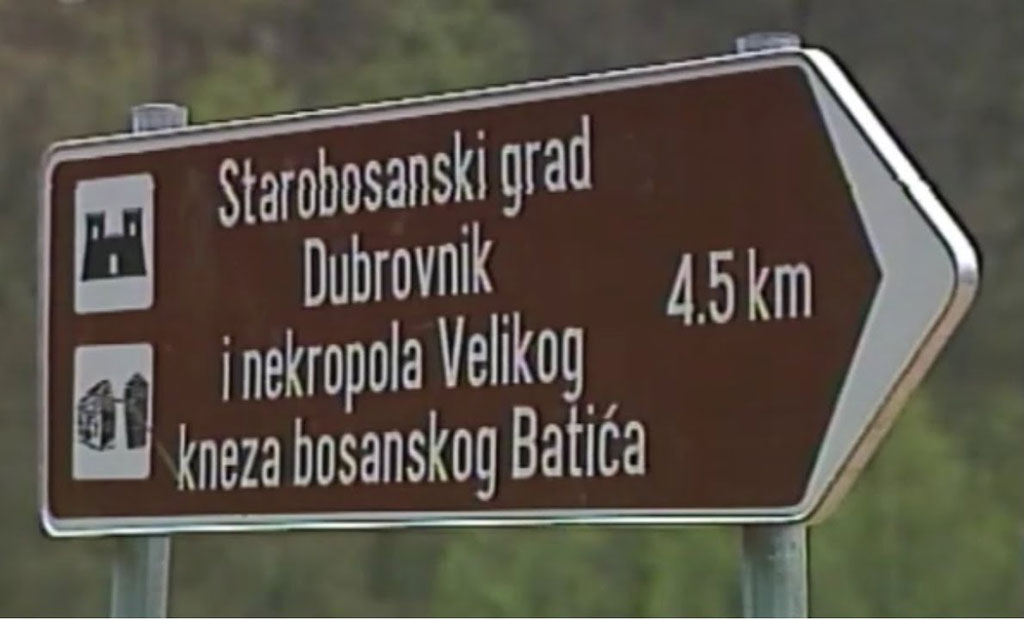 Starobosanski grad
Dubrovnik
i nekropola Velikog
kneza bosanskog Batića
4.5 km